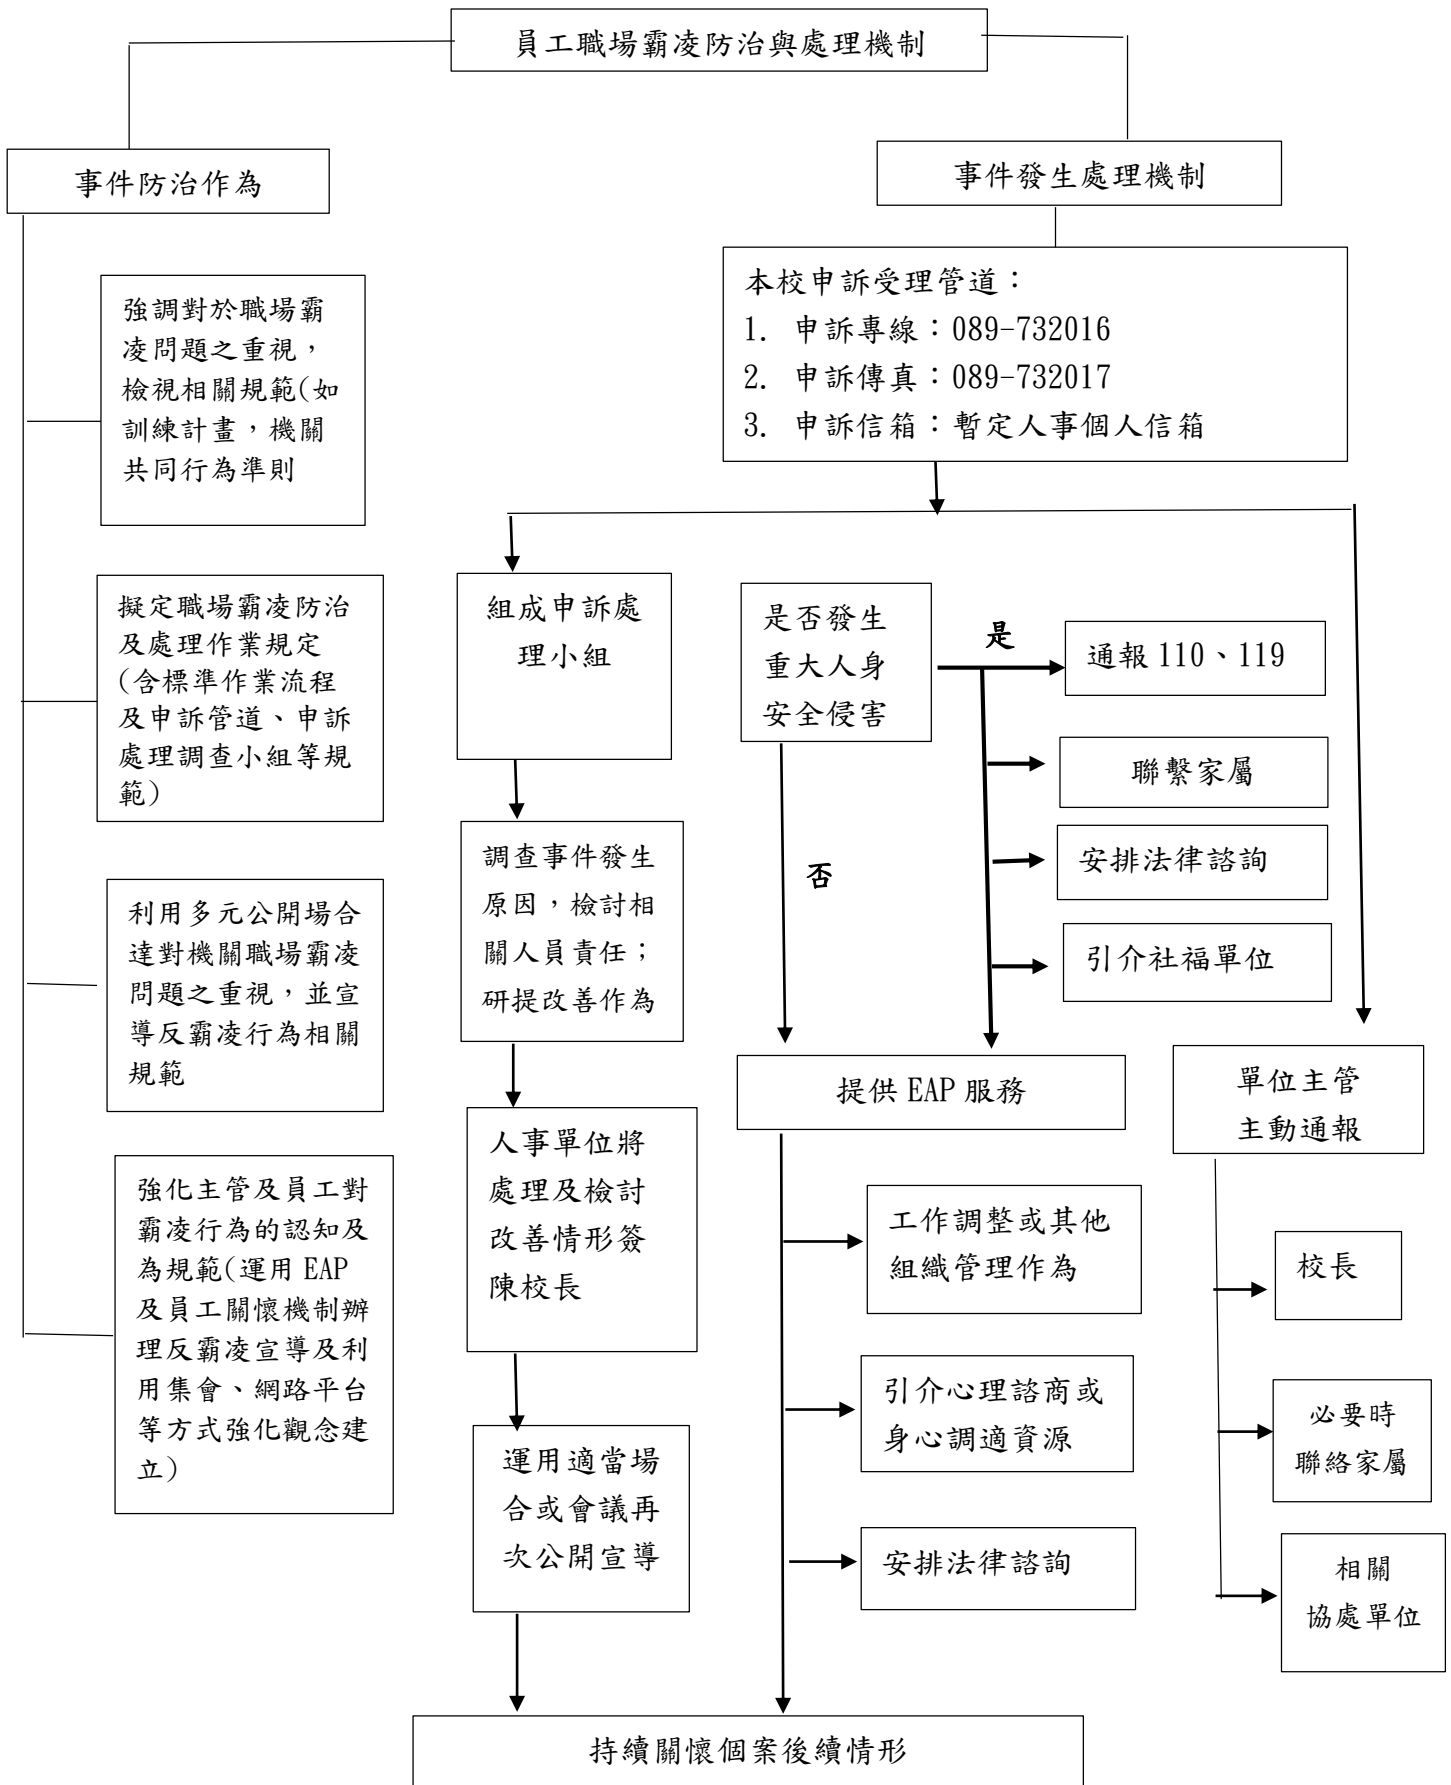 員工職場霸凌防治與處理機制
事件防治作為
事件發生處理機制
強調對於職場霸
凌問題之重視，
檢視相關規範(如
訓練計畫，機關
共同行為準則
擬定職場霸凌防治
及處理作業規定
(含標準作業流程
及申訴管道、申訴
處理調查小組等規
範)
利用多元公開場合
達對機關職場霸凌
問題之重視，並宣
導反霸凌行為相關
規範
強化主管及員工對
霸凌行為的認知及
為規範(運用 EAP
及員工關懷機制辦
理反霸凌宣導及利
用集會、網路平台
等方式強化觀念建
立)
本校申訴受理管道：
1. 申訴專線：089-732016
2. 申訴傳真：089-732017
3. 申訴信箱：暫定人事個人信箱
組成申訴處
理小組
調查事件發生
原因，檢討相
關人員責任；
研提改善作為
人事單位將
處理及檢討
改善情形簽
陳校長
運用適當場
合或會議再
次公開宣導
是否發生
重大人身
安全侵害
是
否
通報 110、119
聯繫家屬
安排法律諮詢
引介社福單位
提供 EAP 服務
工作調整或其他
組織管理作為
引介心理諮商或
身心調適資源
安排法律諮詢
單位主管
主動通報
校長
必要時
聯絡家屬
相關
協處單位
持續關懷個案後續情形